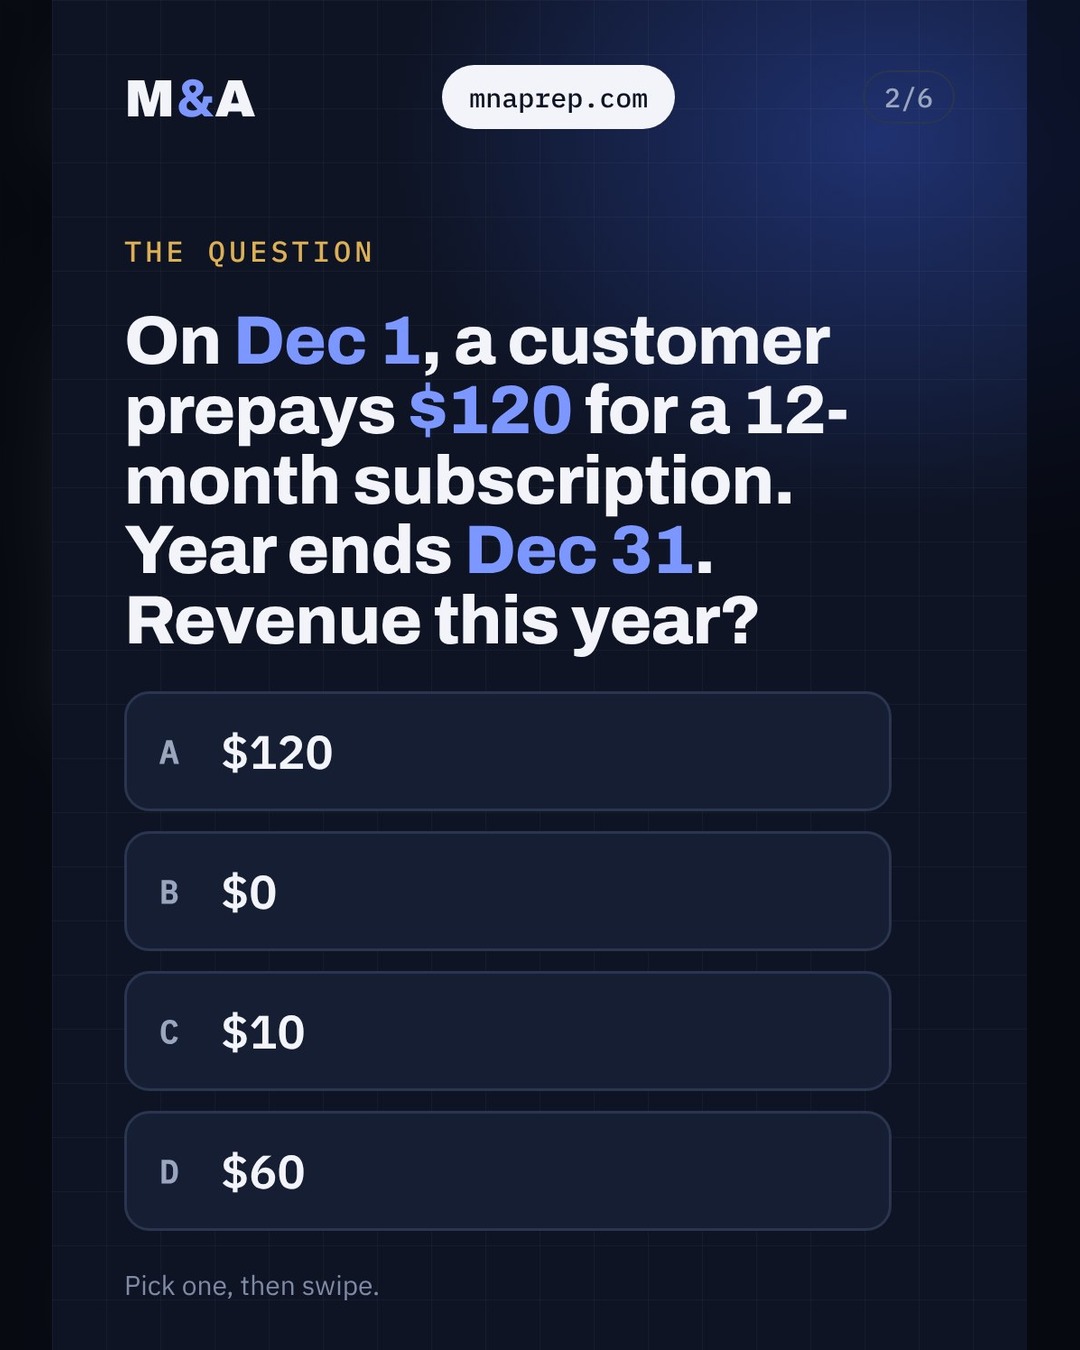 M&A
mnaprep.com
2/6
THE QUESTION
On Dec 1, a customer
prepays $120 for a 12-
month subscription.
Year ends Dec 31.
Revenue this year?
A $120
B $0
C $10
D $60
Pick one, then swipe.